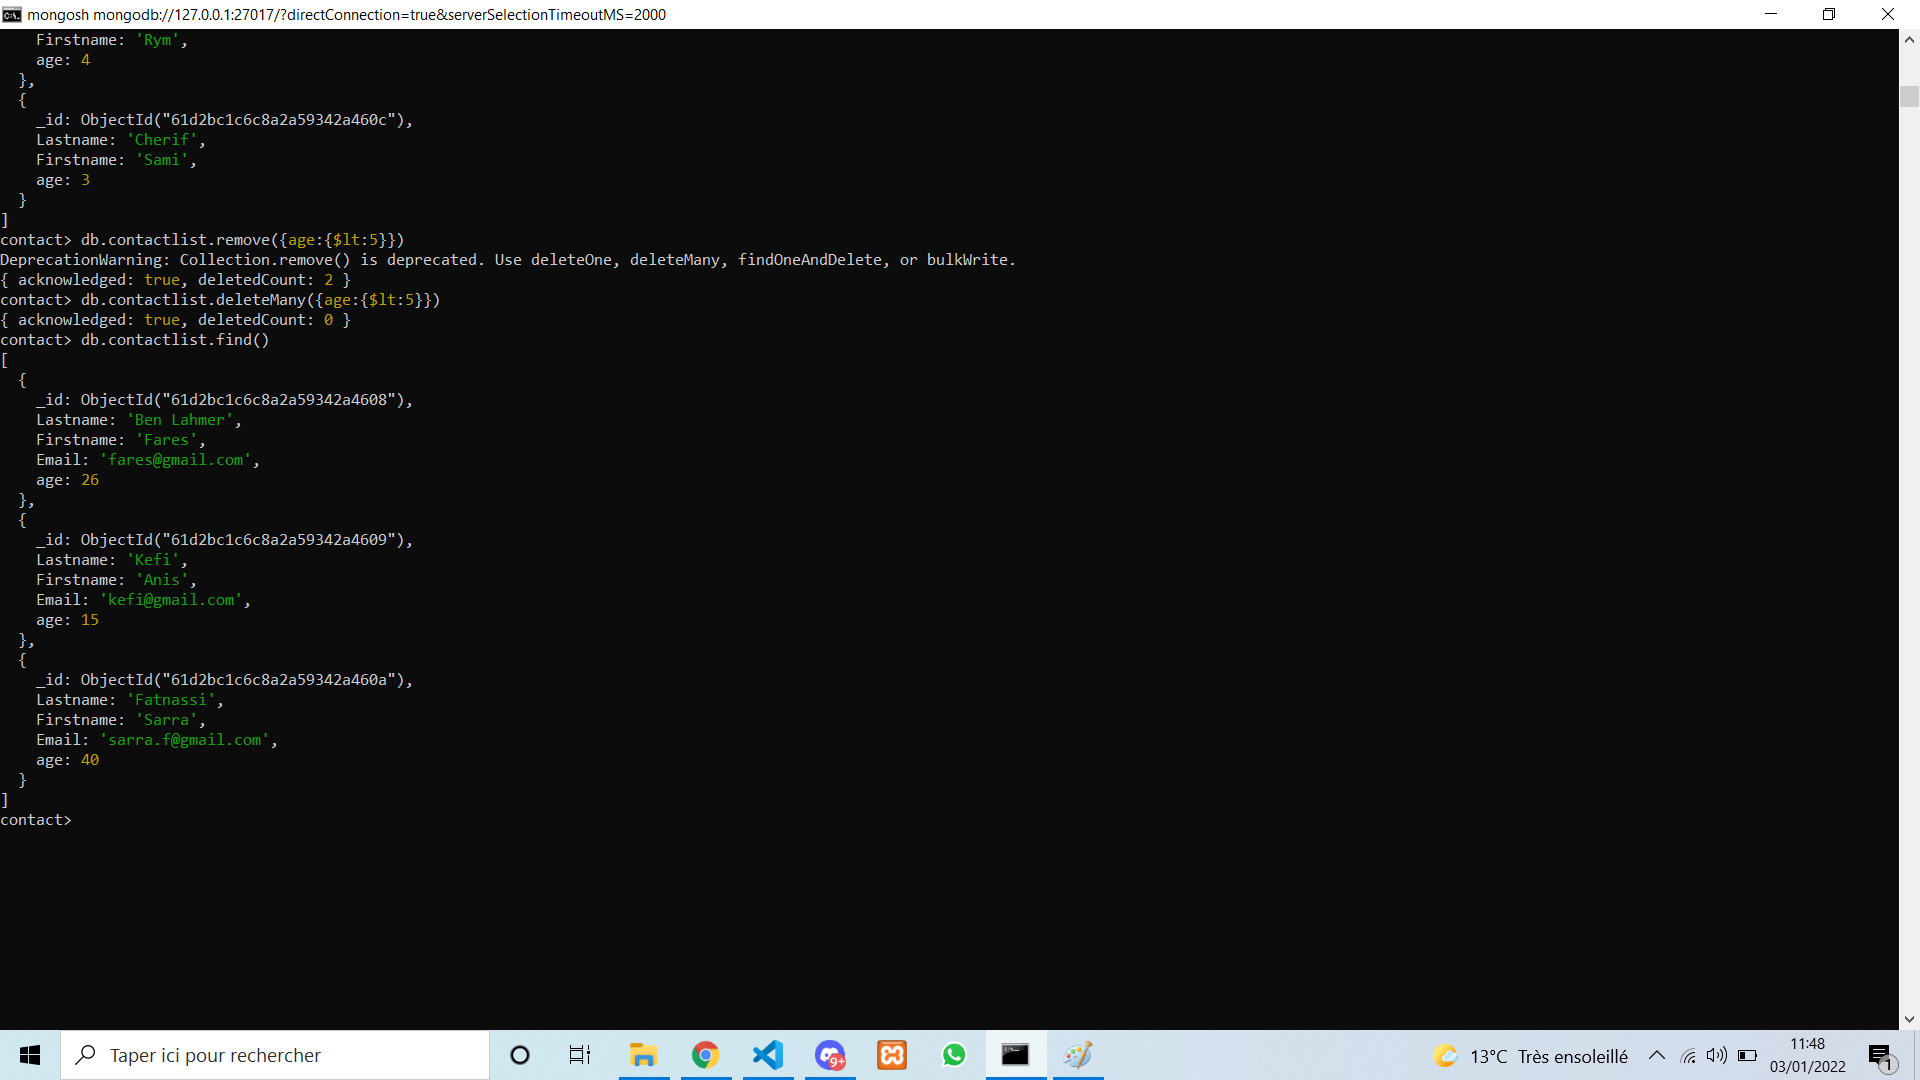 mongosh mongodb://127.0.0.1:27017/?directConnection=true&serverSelectionTimeoutMS=2000
    Firstname: 'Rym',
    age: 4
  },
  {
    _id: ObjectId("61d2bc1c6c8a2a59342a460c"),
    Lastname: 'Cherif',
    Firstname: 'Sami',
    age: 3
  }
]
contact> db.contactlist.remove({age:{$lt:5}})
DeprecationWarning: Collection.remove() is deprecated. Use deleteOne, deleteMany, findOneAndDelete, or bulkWrite.
{ acknowledged: true, deletedCount: 2 }
contact> db.contactlist.deleteMany({age:{$lt:5}})
{ acknowledged: true, deletedCount: 0 }
contact> db.contactlist.find()
[
  {
    _id: ObjectId("61d2bc1c6c8a2a59342a4608"),
    Lastname: 'Ben Lahmer',
    Firstname: 'Fares',
    Email: 'fares@gmail.com',
    age: 26
  },
  {
    _id: ObjectId("61d2bc1c6c8a2a59342a4609"),
    Lastname: 'Kefi',
    Firstname: 'Anis',
    Email: 'kefi@gmail.com',
    age: 15
  },
  {
    _id: ObjectId("61d2bc1c6c8a2a59342a460a"),
    Lastname: 'Fatnassi',
    Firstname: 'Sarra',
    Email: 'sarra.f@gmail.com',
    age: 40
  }
]
contact>
Taper ici pour rechercher
9+
13°C Très ensoleillé
11:48
03/01/2022
1